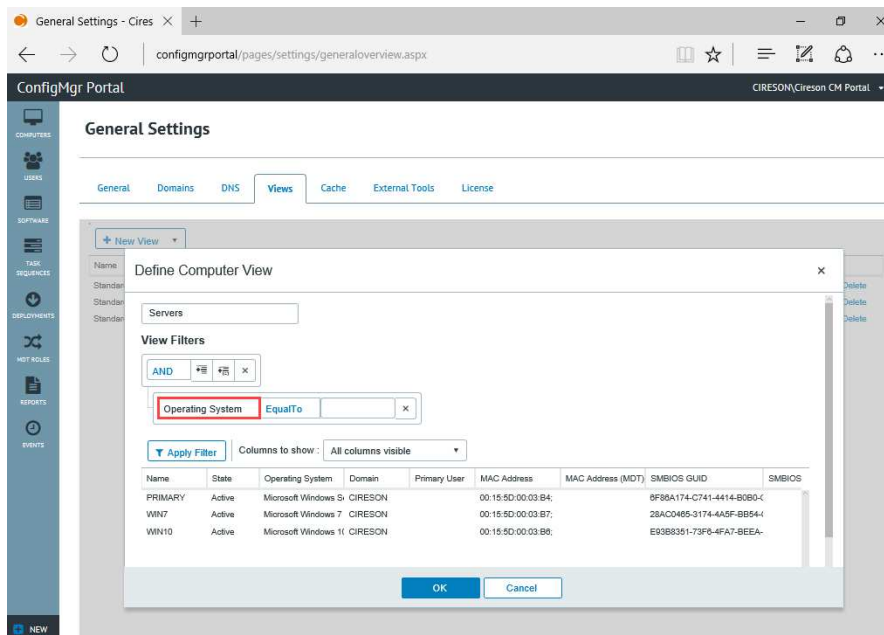 General Settings - Cires
configmgrportal/pages/settings/generaloverview.aspx
ConfigMgr Portal
CIRESON\Cireson CM Portal
COMPUTERS
USERS
SOFTWARE
TASK
SEQUENCES
DEPLOYMENTS
MDT ROLES
REPORTS
EVENTS
NEW
General Settings
General Domains DNS Views Cache External Tools License
New View
Name
Standar Delete
Standar Delete
Standar Delete
Define Computer View
Servers
View Filters
AND
Operating System EqualTo
Apply Filter Columns to show : All columns visible
Name State Operating System Domain Primary User MAC Address MAC Address (MDT) SMBIOS GUID SMBIOS
PRIMARY Active Microsoft Windows S CIRESON 00:15:5D:00:03:B4; 6F86A174-C741-4414-B0B0-
WIN7 Active Microsoft Windows 7 CIRESON 00:15:5D:00:03:B7; 28AC0465-3174-4A5F-BB54-
WIN10 Active Microsoft Windows 1 CIRESON 00:15:5D:00:03:B6; E93B8351-73F6-4FA7-BEEA-
OK Cancel